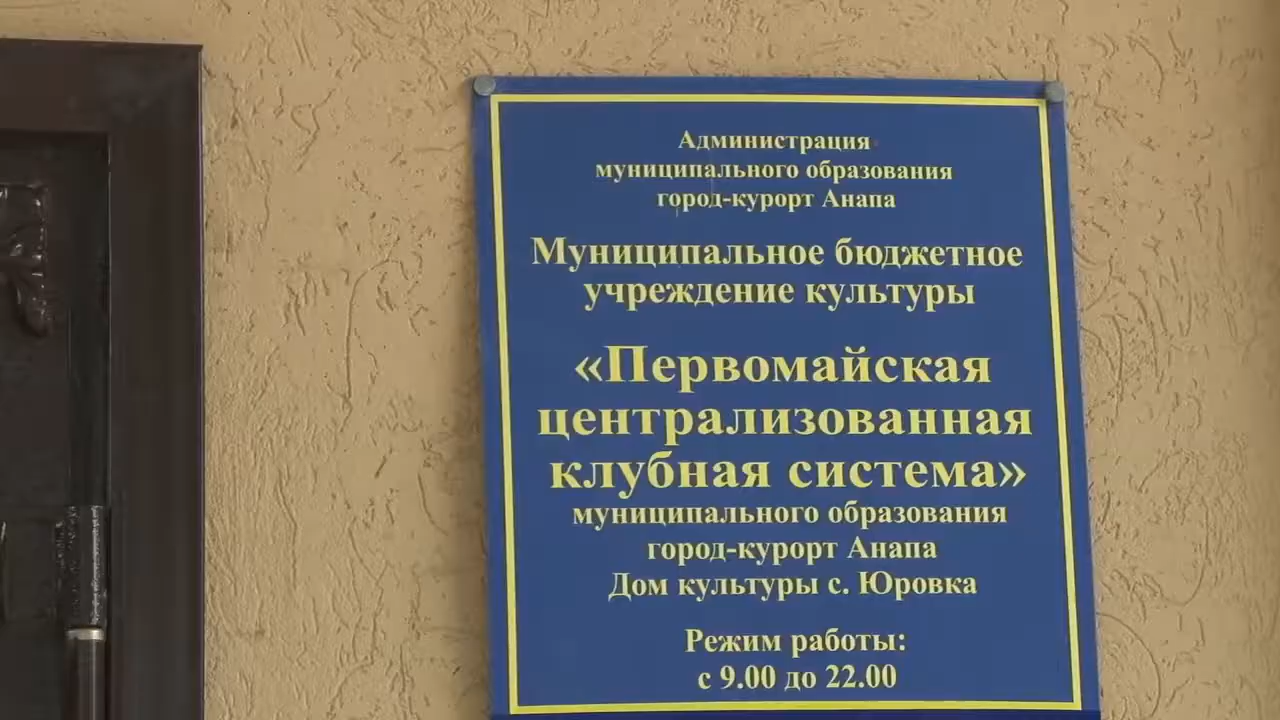 Администрация
муниципального образования
город-курорт Анапа
Муниципальное бюджетное
учреждение культуры
«Первомайская
централизованная
клубная система»
муниципального образования
город-курорт Анапа
Дом культуры с. Юровка
Режим работы:
с 9.00 до 22.00